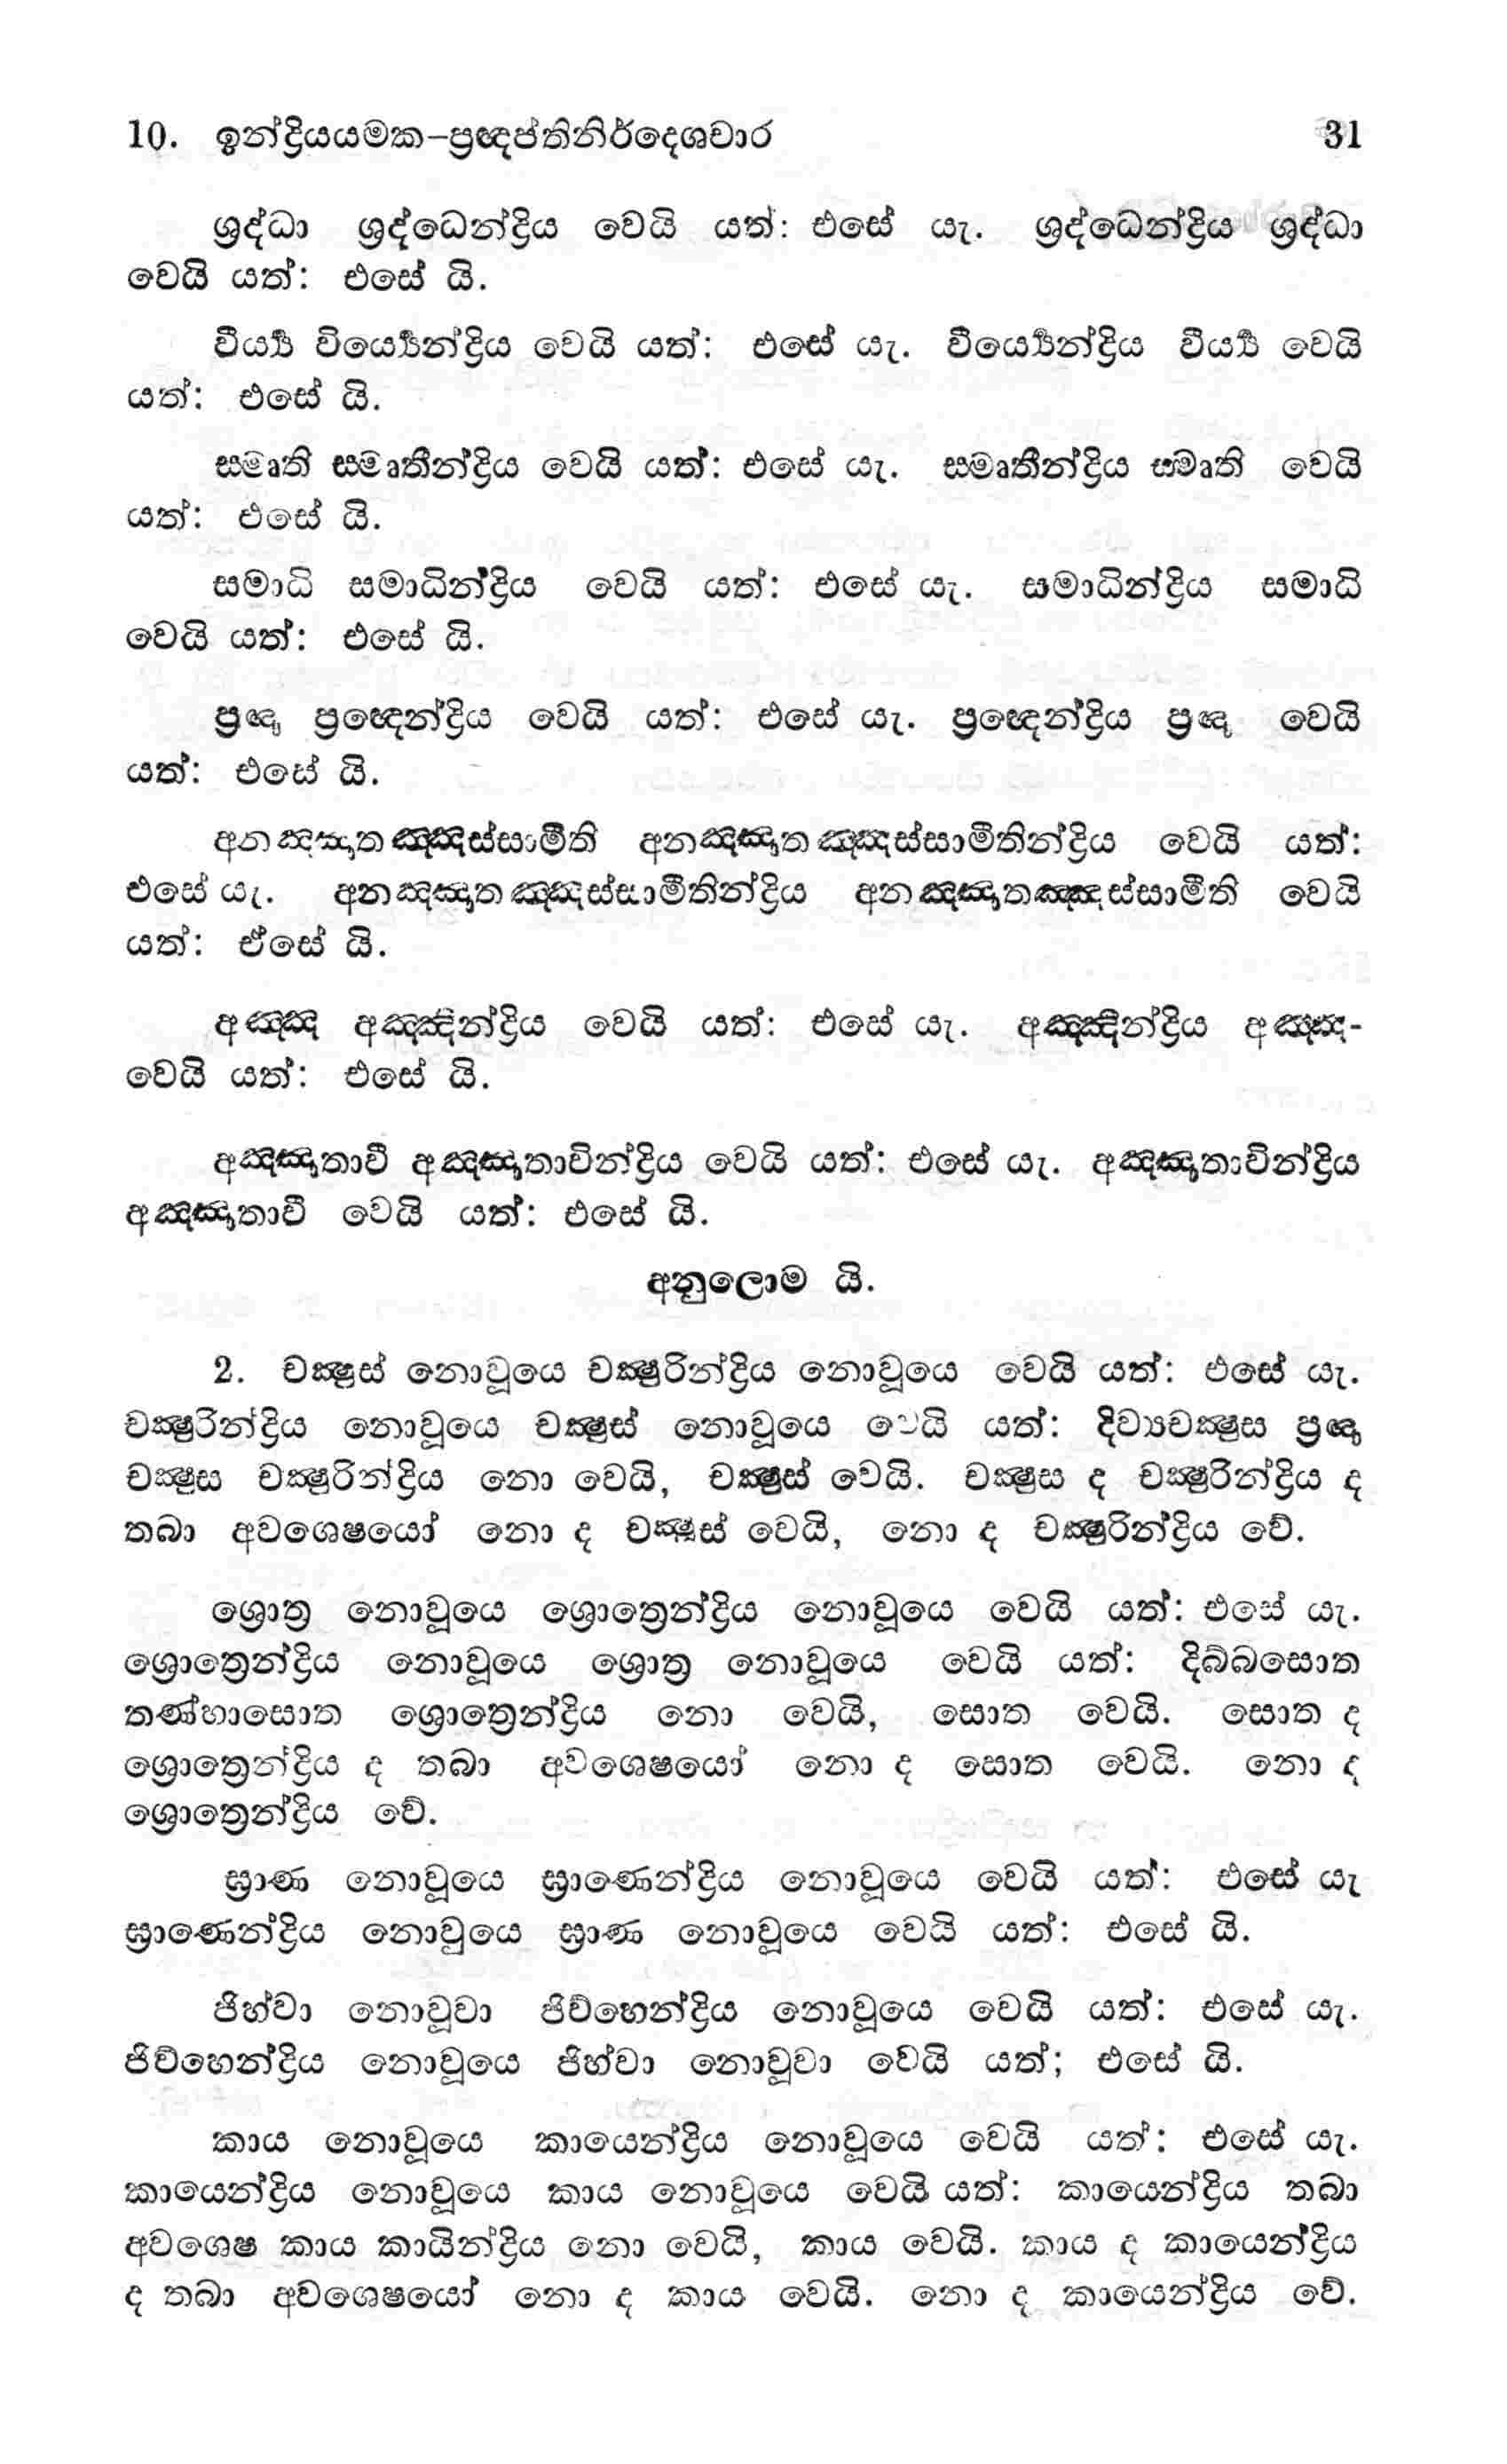 10. ඉන්ද්‍රියයමක-ප්‍රඥප්තිනිර්දෙශවාර 31
ශ්‍රද්ධා ශ්‍රද්ධෙන්ද්‍රිය වෙයි යත්: එසේ යැ. ශ්‍රද්ධෙන්ද්‍රිය ශ්‍රද්ධා
වෙයි යත්: එසේ යි.
වීර්‍ය්‍ය විර්‍ය්‍යෙන්ද්‍රිය වෙයි යත්: එසේ යැ. වීර්‍ය්‍යෙන්ද්‍රිය වීර්‍ය්‍ය වෙයි
යත්: එසේ යි.
සමෘති සමෘතීන්ද්‍රිය වෙයි යත්: එසේ යැ. සමෘතීන්ද්‍රිය සමෘති වෙයි
යත්: එසේ යි.
සමාධි සමාධින්ද්‍රිය වෙයි යත්: එසේ යැ. සමාධින්ද්‍රිය සමාධි
වෙයි යත්: එසේ යි.
ප්‍රඥා ප්‍රඥෙන්ද්‍රිය වෙයි යත්: එසේ යැ. ප්‍රඥෙන්ද්‍රිය ප්‍රඥා වෙයි
යත්: එසේ යි.
අනඤ්ඤාතඤ්ඤස්සාමීති අනඤ්ඤාතඤ්ඤස්සාමීතින්ද්‍රිය වෙයි යත්:
එසේ යැ. අනඤ්ඤාතඤ්ඤස්සාමීතින්ද්‍රිය අනඤ්ඤාතඤ්ඤස්සාමීති වෙයි
යත්: ඒසේ යි.
අඤ්ඤ අඤ්ඤින්ද්‍රිය වෙයි යත්: එසේ යැ. අඤ්ඤින්ද්‍රිය අඤ්ඤ-
වෙයි යත්: එසේ යි.
අඤ්ඤාතාවී අඤ්ඤාතාවින්ද්‍රිය වෙයි යත්: එසේ යැ. අඤ්ඤාතාවින්ද්‍රිය
අඤ්ඤාතාවී වෙයි යත්: එසේ යි.
අනුලොම යි.
2. චක්‍ෂුස් නොවූයෙ චක්‍ෂුරින්ද්‍රිය නොවූයෙ වෙයි යත්: එසේ යැ.
චක්‍ෂුරින්ද්‍රිය නොවූයෙ චක්‍ෂුස් නොවූයෙ වෙයි යත්: දිව්‍යචක්‍ෂුස ප්‍රඥා
චක්‍ෂුස චක්‍ෂුරින්ද්‍රිය නො වෙයි, චක්‍ෂුස් වෙයි. චක්‍ෂුස ද චක්‍ෂුරින්ද්‍රිය ද
තබා අවශෙෂයෝ නො ද චක්‍ෂුස් වෙයි, නො ද චක්‍ෂුරින්ද්‍රිය වේ.
ශ්‍රොත්‍ර නොවූයෙ ශ්‍රොත්‍රෙන්ද්‍රිය නොවූයෙ වෙයි යත්: එසේ යැ.
ශ්‍රොත්‍රෙන්ද්‍රිය නොවූයෙ ශ්‍රොත්‍ර නොවූයෙ වෙයි යත්: දිබ්බසොත
තණ්හාසොත ශ්‍රොත්‍රෙන්ද්‍රිය නො වෙයි, සොත වෙයි. සොත ද
ශ්‍රොත්‍රෙන්ද්‍රිය ද තබා අවශෙෂයෝ නො ද සොත වෙයි. නො ද
ශ්‍රොත්‍රෙන්ද්‍රිය වේ.
ඝ්‍රාණ නොවූයෙ ඝ්‍රාණෙන්ද්‍රිය නොවූයෙ වෙයි යත්: එසේ යැ
ඝ්‍රාණෙන්ද්‍රිය නොවූයෙ ඝ්‍රාණ නොවූයෙ වෙයි යත්: එසේ යි.
ජිහ්වා නොවූවා ජිව්හෙන්ද්‍රිය නොවූයෙ වෙයි යත්: එසේ යැ.
ජිව්හෙන්ද්‍රිය නොවූයෙ ජිහ්වා නොවූවා වෙයි යත්; එසේ යි.
කාය නොවූයෙ කායෙන්ද්‍රිය නොවූයෙ වෙයි යත්: එසේ යැ.
කායෙන්ද්‍රිය නොවූයෙ කාය නොවූයෙ වෙයි යත්: කායෙන්ද්‍රිය තබා
අවශෙෂ කාය කායින්ද්‍රිය නො වෙයි, කාය වෙයි. කාය ද කායෙන්ද්‍රිය
ද තබා අවශෙෂයෝ නො ද කාය වෙයි. නො ද කායෙන්ද්‍රිය වේ.